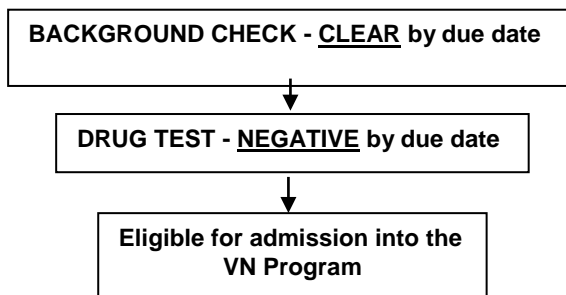 BACKGROUND CHECK - CLEAR by due date
DRUG TEST - NEGATIVE by due date
Eligible for admission into the
VN Program